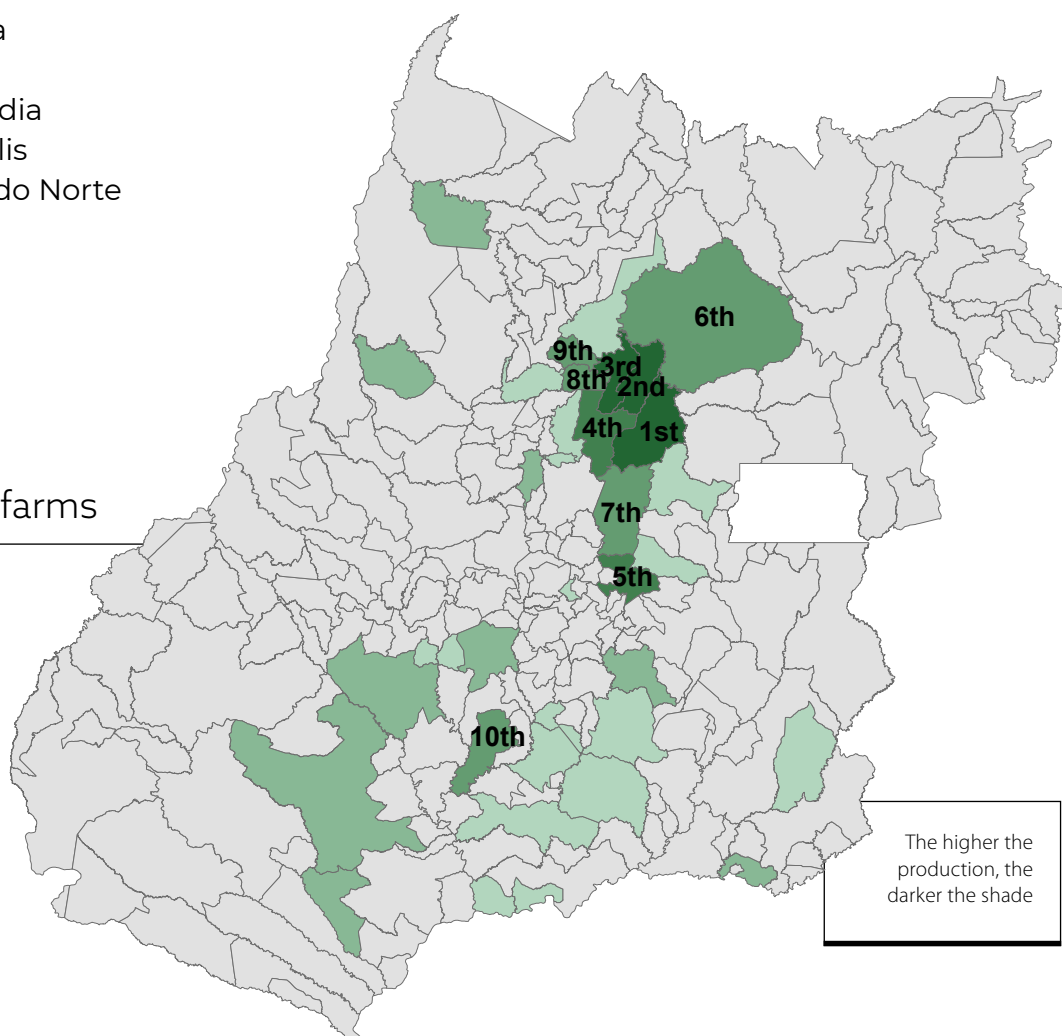 a
dia
lis
do Norte
farms
6th
9th
3rd
8th
2nd
4th
1st
7th
5th
10th
The higher the
production, the
darker the shade